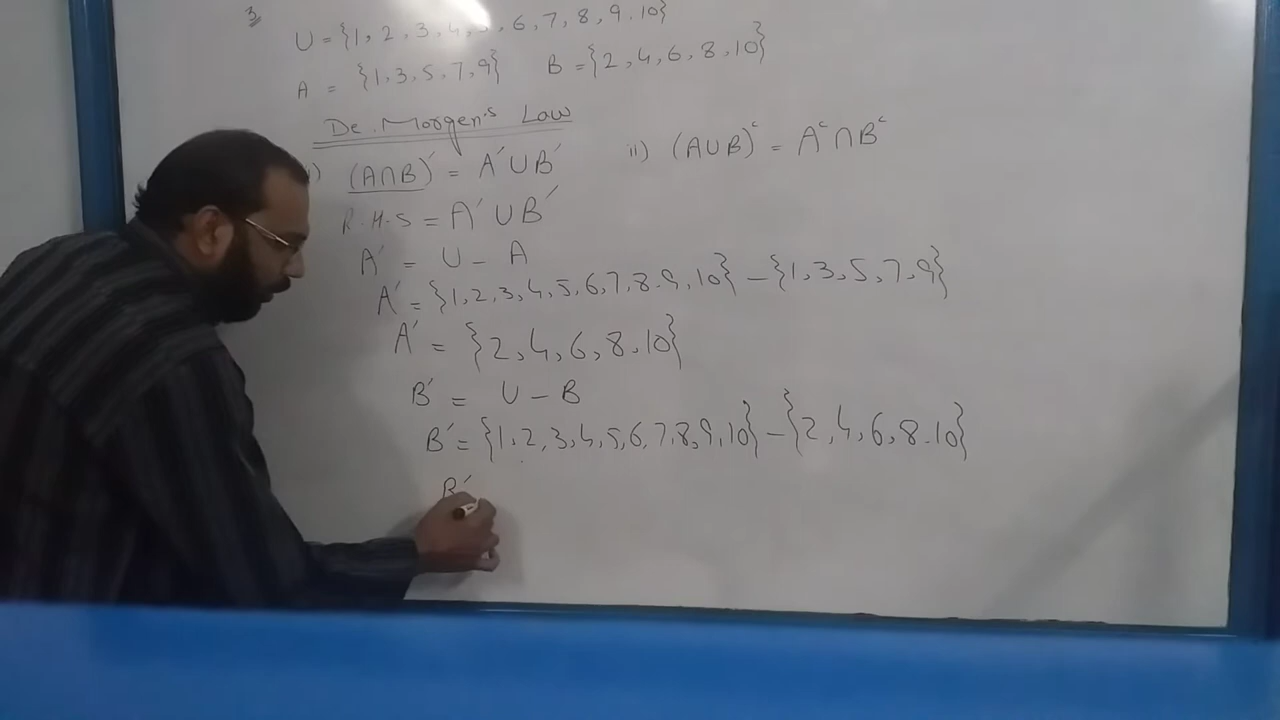 3
U = {1, 2, 3, 4, 5, 6, 7, 8, 9.10}
A = {1,3,5,7,9} B = {2,4,6,8,10}
De.Morgen's Law
i) (A∩B)′ = A′∪B′ ii) (A∪B)ᶜ = Aᶜ∩Bᶜ
R.H.S = A′∪B′
A′ = U − A
A′ = {1,2,3,4,5,6,7,8.9,10} − {1,3,5,7,9}
A′ = {2,4,6,8.10}
B′ = U − B
B′ = {1,2,3,4,5,6,7,8,9,10} − {2,4,6,8.10}
B′